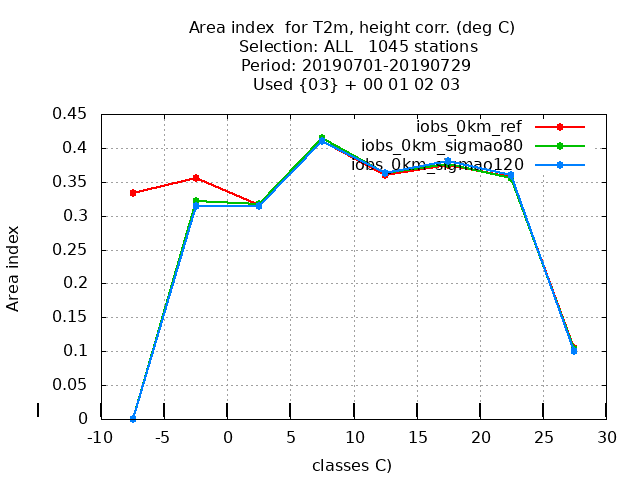 Area index  for T2m, height corr. (deg C)
Selection: ALL   1045 stations
Period: 20190701-20190729
Used {03} + 00 01 02 03
iobs_0km_ref
iobs_0km_sigmao80
iobs_0km_sigmao120
Area index
0.45
0.4
0.35
0.3
0.25
0.2
0.15
0.1
0.05
0
-10 -5 0 5 10 15 20 25 30
classes C)